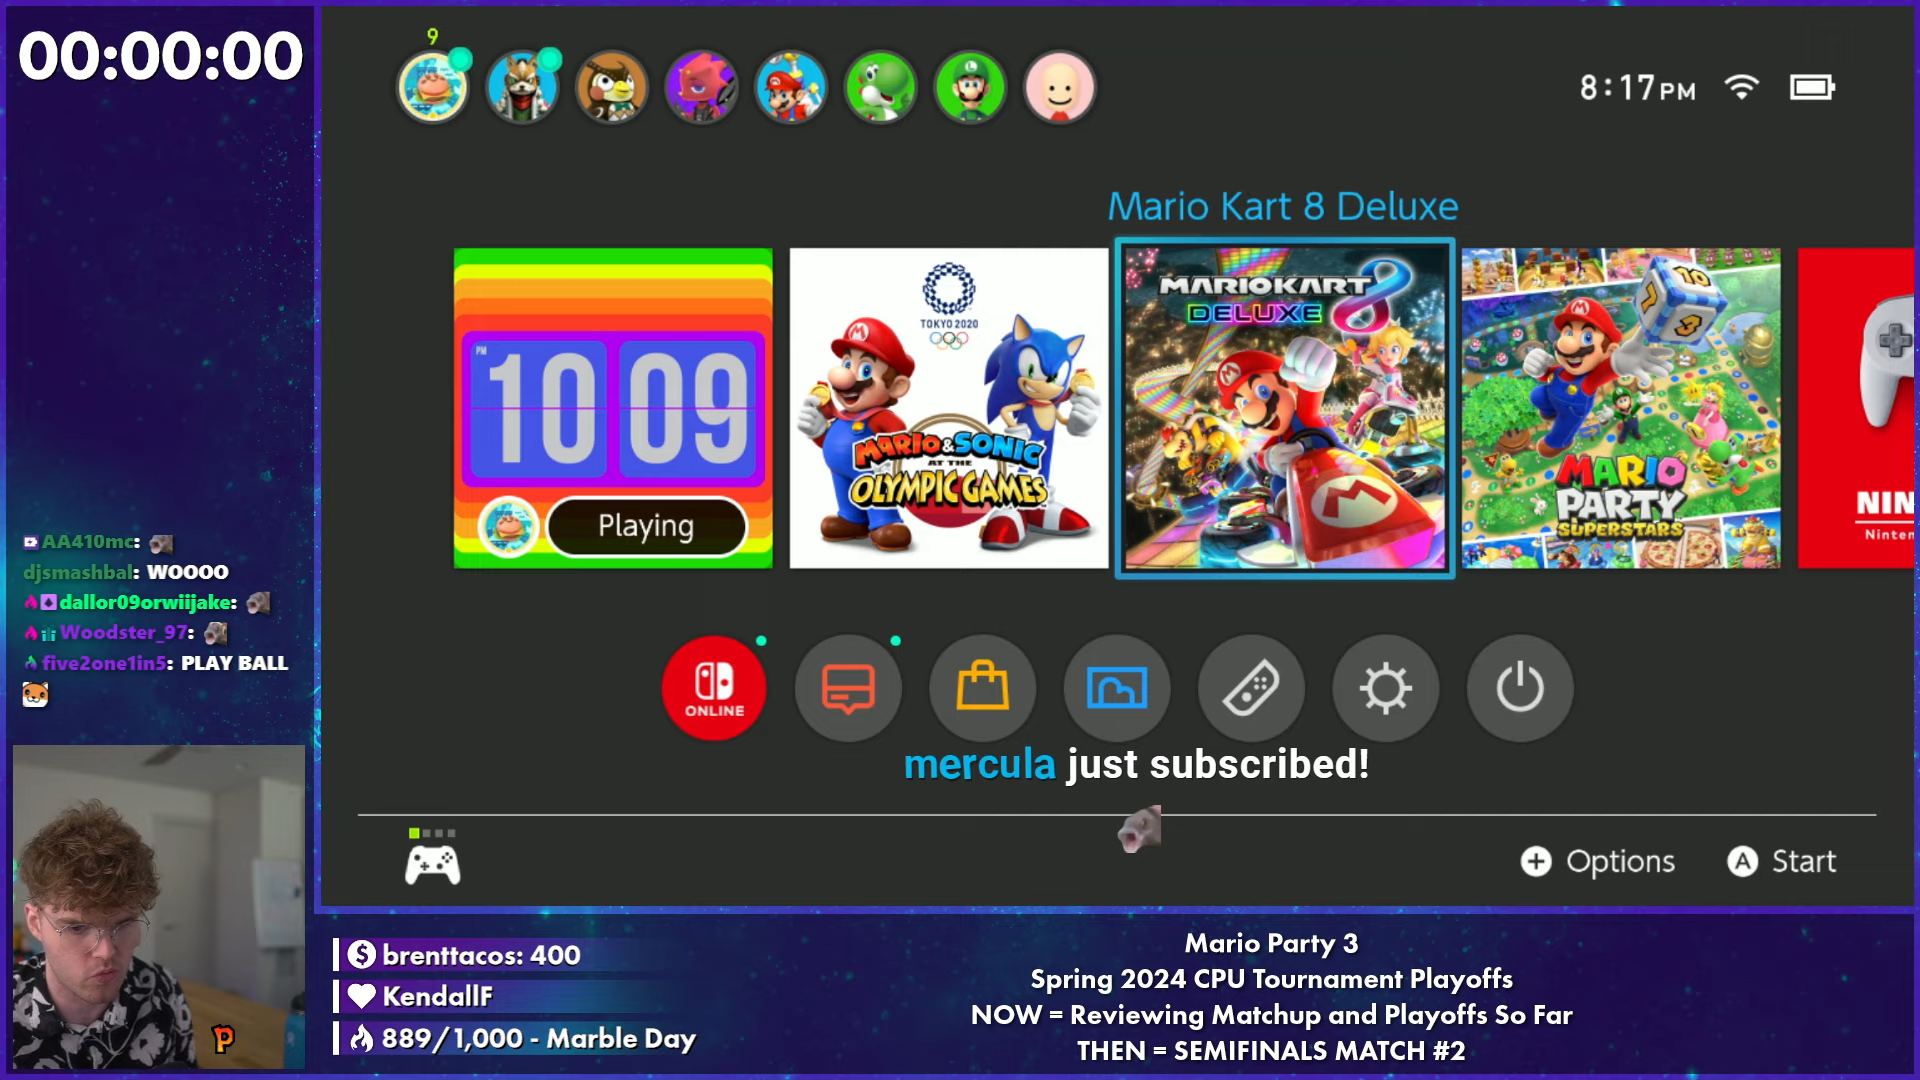 00:00:00
9
8:17 PM
Mario Kart 8 Deluxe
PM
10 09
Playing
TOKYO 2020
MARIO & SONIC
AT THE
OLYMPIC GAMES
MARIOKART 8
DELUXE
10
7
3
MARIO
PARTY
SUPERSTARS
NIN
Ninten
ONLINE
mercula just subscribed!
+ Options
A Start
AA410mc:
djsmashbal: WOOOO
dallor09orwiijake:
Woodster_97:
five2one1in5: PLAY BALL
P
$ brenttacos: 400
KendallF
889/1,000 - Marble Day
Mario Party 3
Spring 2024 CPU Tournament Playoffs
NOW = Reviewing Matchup and Playoffs So Far
THEN = SEMIFINALS MATCH #2